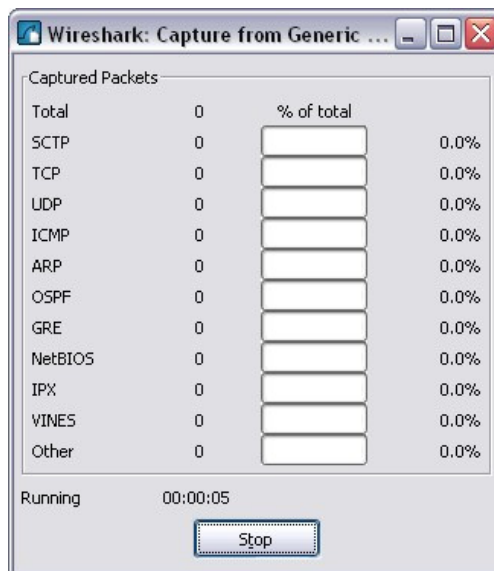 Wireshark: Capture from Generic ...
Captured Packets
Total 0 % of total
SCTP 0 0.0%
TCP 0 0.0%
UDP 0 0.0%
ICMP 0 0.0%
ARP 0 0.0%
OSPF 0 0.0%
GRE 0 0.0%
NetBIOS 0 0.0%
IPX 0 0.0%
VINES 0 0.0%
Other 0 0.0%
Running 00:00:05
Stop